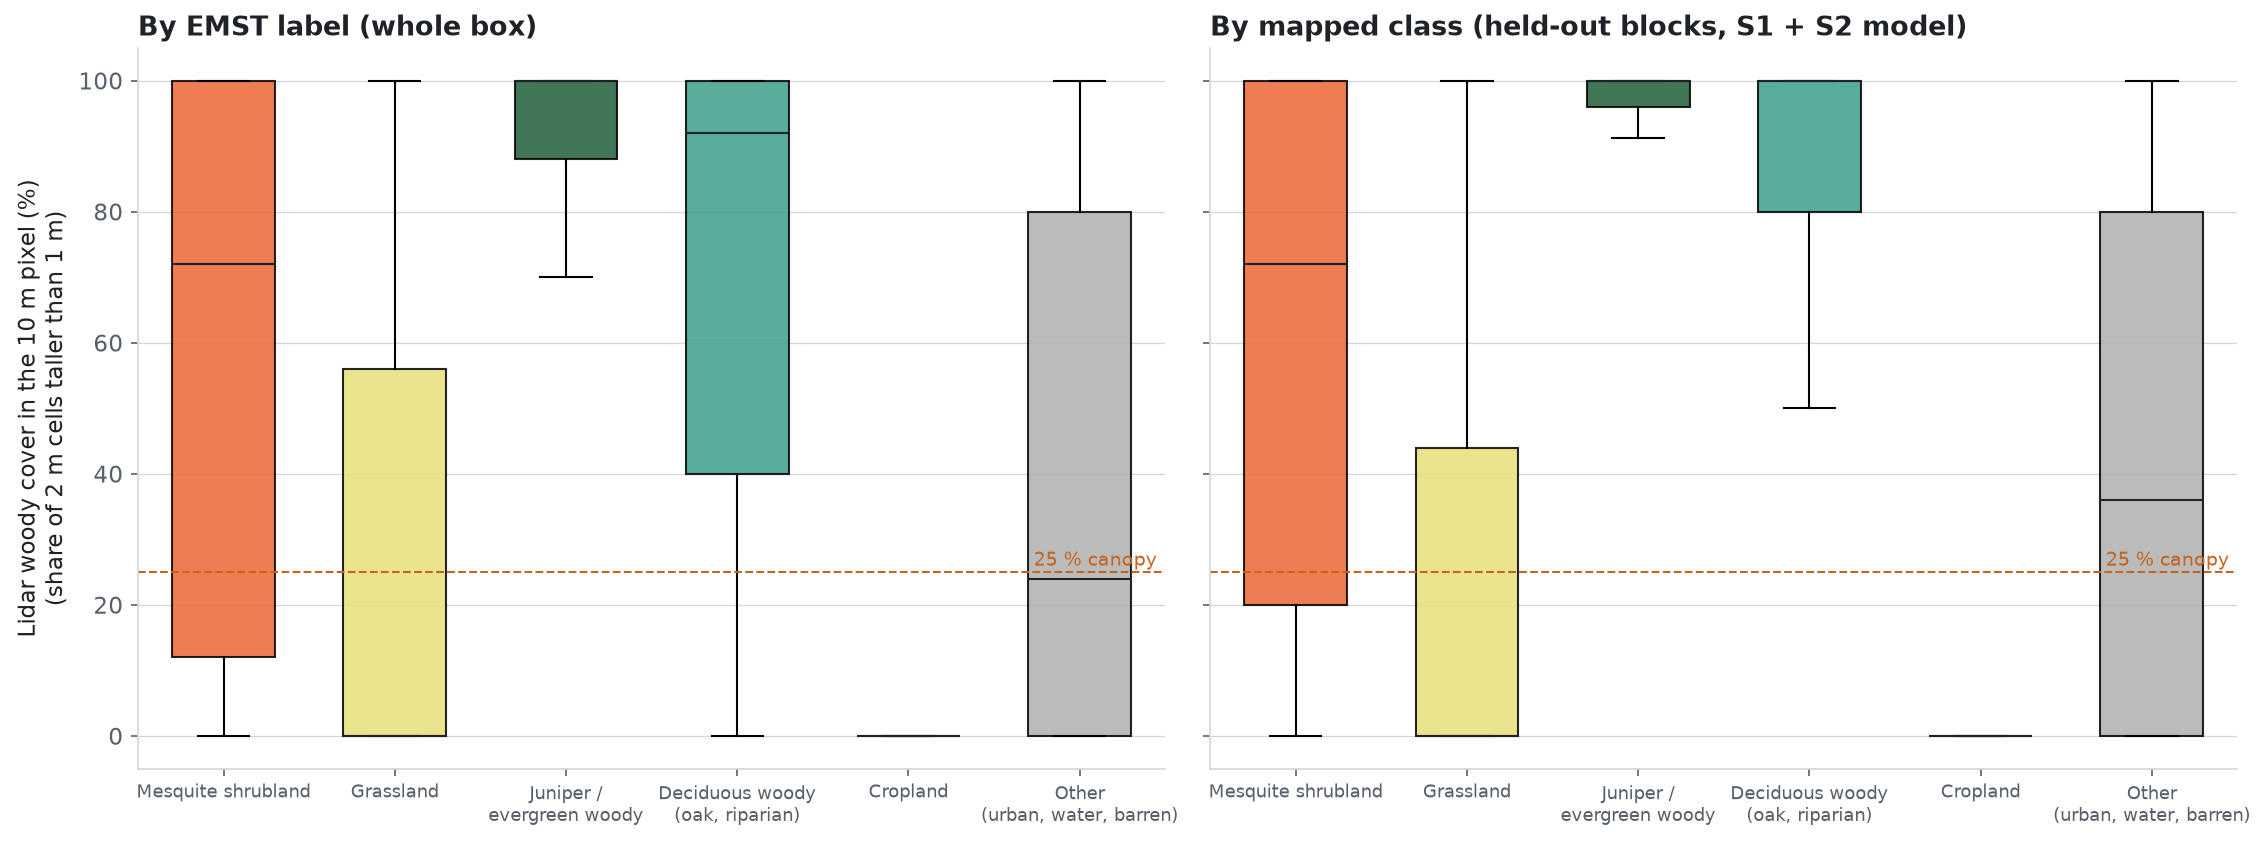 By EMST label (whole box)
By mapped class (held-out blocks, S1 + S2 model)
Lidar woody cover in the 10 m pixel (%)
(share of 2 m cells taller than 1 m)
100
80
60
40
20
0
25 % canopy
25 % canopy
Mesquite shrubland
Grassland
Juniper /
evergreen woody
Deciduous woody
(oak, riparian)
Cropland
Other
(urban, water, barren)
Mesquite shrubland
Grassland
Juniper /
evergreen woody
Deciduous woody
(oak, riparian)
Cropland
Other
(urban, water, barren)